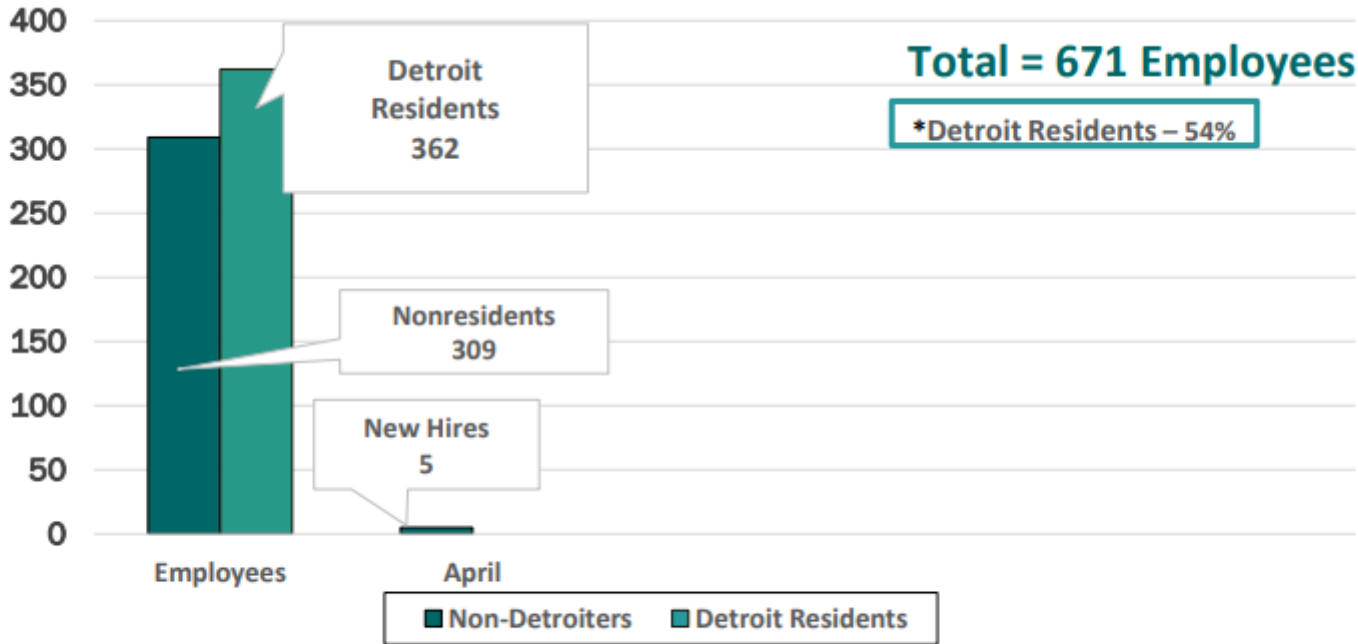 400
350
300
250
200
150
100
50
0
Detroit
Residents
362
Total = 671 Employees
*Detroit Residents – 54%
Nonresidents
309
New Hires
5
Employees
April
Non-Detroiters
Detroit Residents